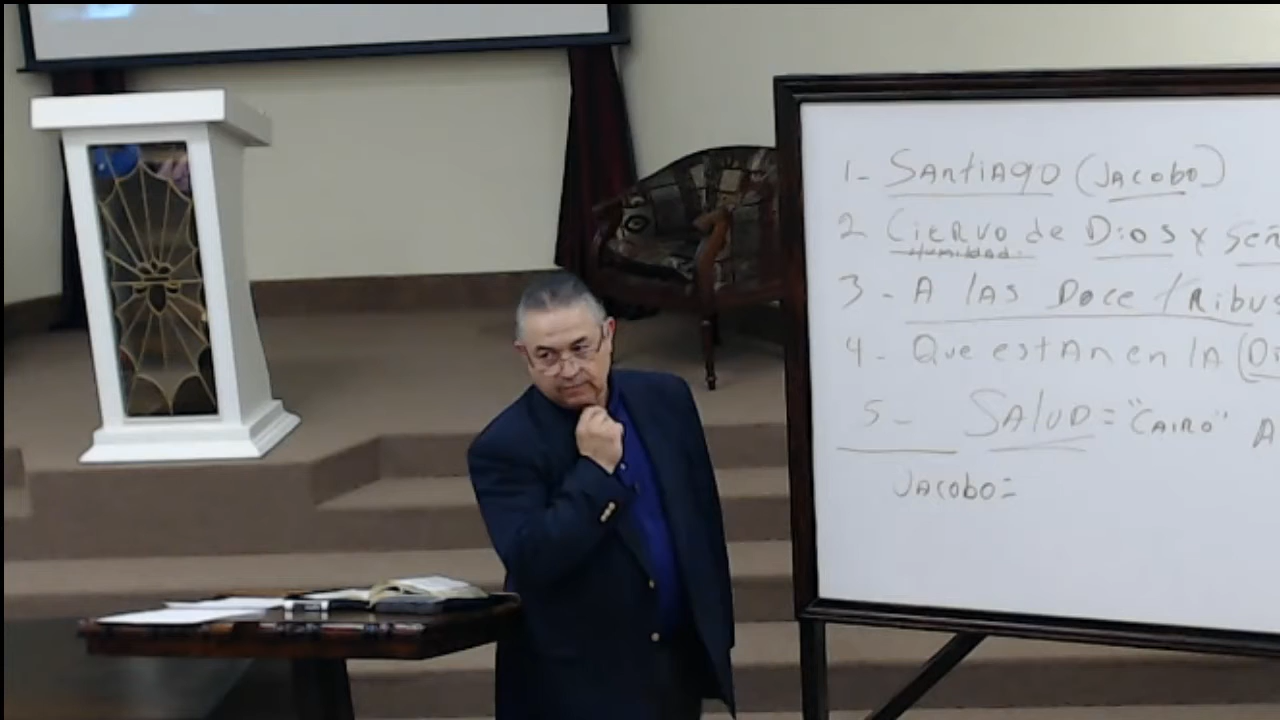 1- Santiago (Jacobo)
2 Ciervo de Dios y Señ
Humildad
3- A las Doce tribus
4- Que estan en la (Di
5- Salud = "Cairo" A
Jacobo=